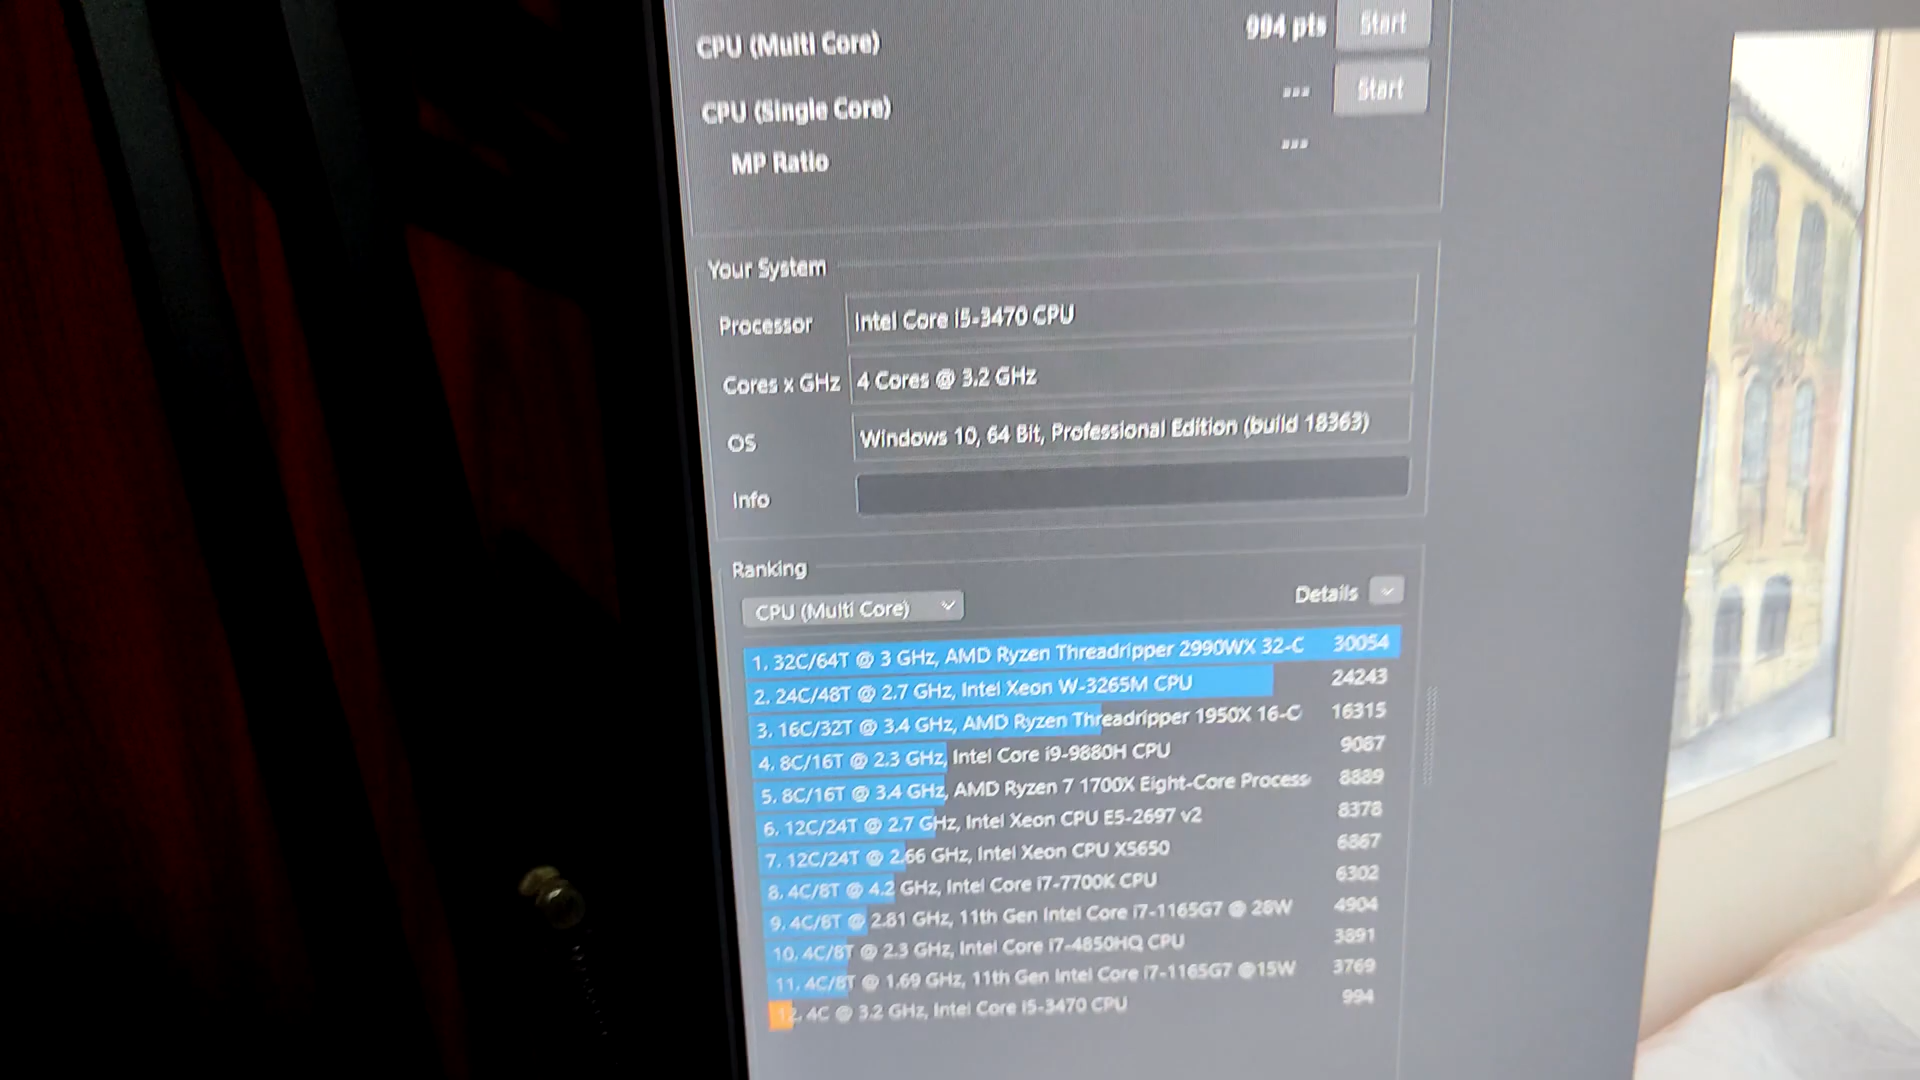 CPU (Multi Core) 994 pts Start
CPU (Single Core) --- Start
MP Ratio ---
Your System
Processor Intel Core i5-3470 CPU
Cores x GHz 4 Cores @ 3.2 GHz
OS Windows 10, 64 Bit, Professional Edition (build 18363)
Info
Ranking
CPU (Multi Core) Details
1. 32C/64T @ 3 GHz, AMD Ryzen Threadripper 2990WX 32-C 30054
2. 24C/48T @ 2.7 GHz, Intel Xeon W-3265M CPU 24243
3. 16C/32T @ 3.4 GHz, AMD Ryzen Threadripper 1950X 16-C 16315
4. 8C/16T @ 2.3 GHz, Intel Core i9-9880H CPU 9087
5. 8C/16T @ 3.4 GHz, AMD Ryzen 7 1700X Eight-Core Process 8889
6. 12C/24T @ 2.7 GHz, Intel Xeon CPU E5-2697 v2 8378
7. 12C/24T @ 2.66 GHz, Intel Xeon CPU X5650 6867
8. 4C/8T @ 4.2 GHz, Intel Core i7-7700K CPU 6302
9. 4C/8T @ 2.81 GHz, 11th Gen Intel Core i7-1165G7 @ 28W 4904
10. 4C/8T @ 2.3 GHz, Intel Core i7-4850HQ CPU 3891
11. 4C/8T @ 1.69 GHz, 11th Gen Intel Core i7-1165G7 @15W 3769
12. 4C @ 3.2 GHz, Intel Core i5-3470 CPU 994